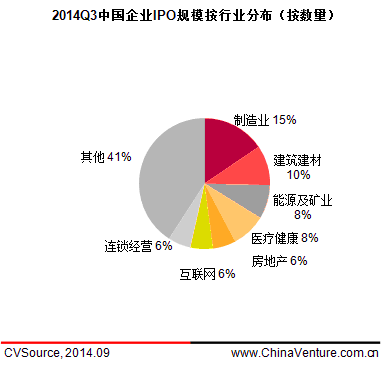 2014Q3中国企业IPO规模按行业分布（按数量）
制造业 15%
建筑建材
10%
能源及矿业
8%
医疗健康 8%
房地产 6%
互联网 6%
连锁经营 6%
其他 41%
CVSource, 2014.09
www.ChinaVenture.com.cn